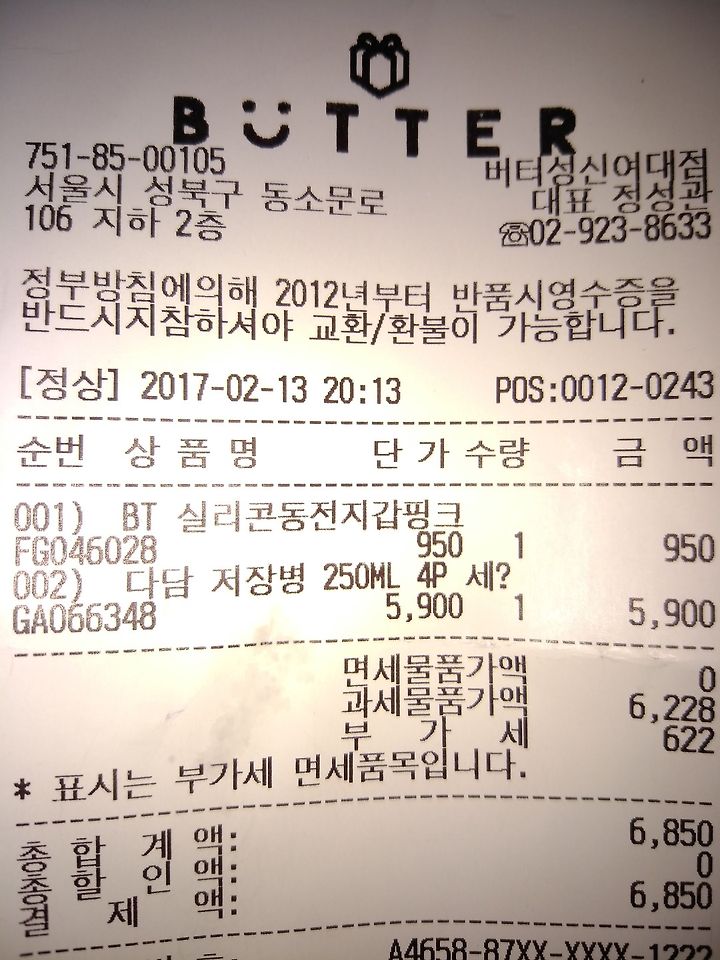 BUTTER
751-85-00105 버터성신여대점
서울시 성북구 동소문로 대표 정성관
106 지하 2층 ☏02-923-8633
정부방침에의해 2012년부터 반품시영수증을
반드시지참하셔야 교환/환불이 가능합니다.
[정상] 2017-02-13 20:13 POS:0012-0243
순번 상 품 명 단 가 수량 금 액
001) BT 실리콘동전지갑핑크
FG046028 950 1 950
002) 다담 저장병 250ML 4P 세?
GA066348 5,900 1 5,900
면세물품가액 0
과세물품가액 6,228
부 가 세 622
* 표시는 부가세 면세품목입니다.
총 합 계 액: 6,850
총 할 인 액: 0
결 제 액: 6,850
A4658-87XX-XXXX-1222